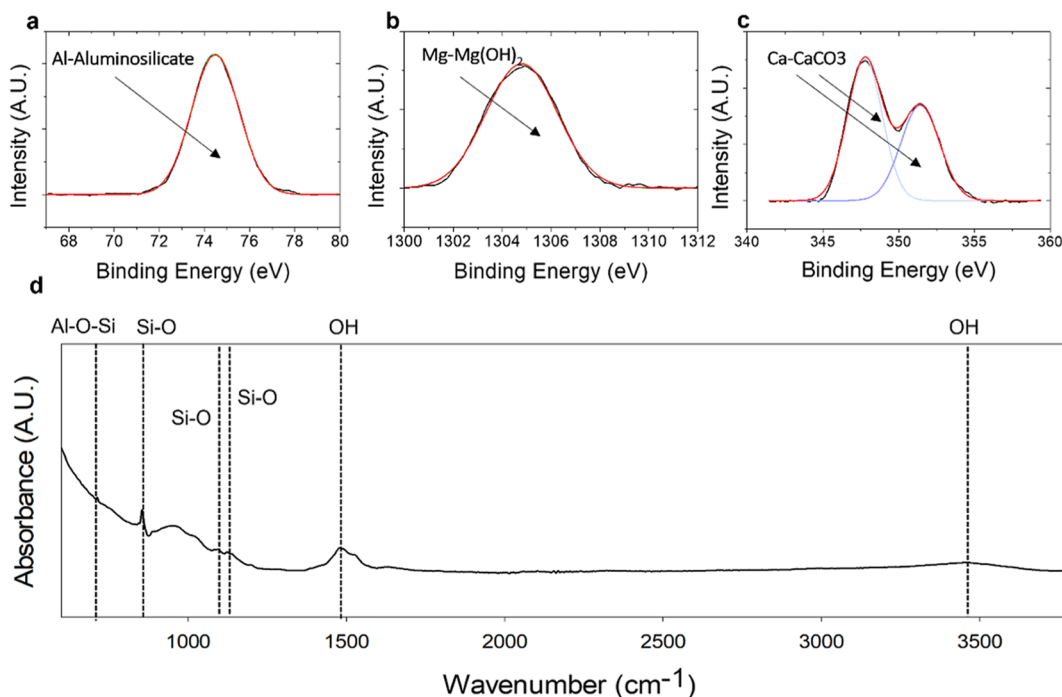 a
Al-Aluminosilicate
Intensity (A.U.)
68 70 72 74 76 78 80
Binding Energy (eV)
b
Mg-Mg(OH)2
Intensity (A.U.)
1300 1302 1304 1306 1308 1310 1312
Binding Energy (eV)
c
Ca-CaCO3
Intensity (A.U.)
340 345 350 355 360
Binding Energy (eV)
d
Al-O-Si Si-O OH OH
Si-O
Si-O
Absorbance (A.U.)
1000 1500 2000 2500 3000 3500
Wavenumber (cm-1)